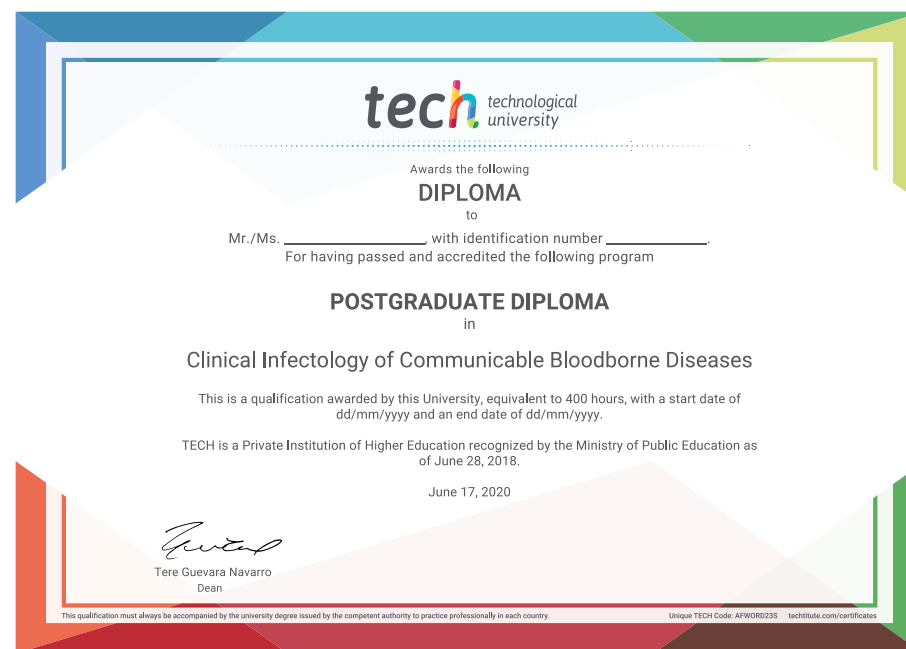 tech technological
university
Awards the following
DIPLOMA
to
Mr./Ms. ____________, with identification number ____________.
For having passed and accredited the following program
POSTGRADUATE DIPLOMA
in
Clinical Infectology of Communicable Bloodborne Diseases
This is a qualification awarded by this University, equivalent to 400 hours, with a start date of
dd/mm/yyyy and an end date of dd/mm/yyyy.
TECH is a Private Institution of Higher Education recognized by the Ministry of Public Education as
of June 28, 2018.
June 17, 2020
Tere Guevara Navarro
Dean
This qualification must always be accompanied by the university degree issued by the competent authority to practice professionally in each country.
Unique TECH Code: AFWORD23S techtitute.com/certificates